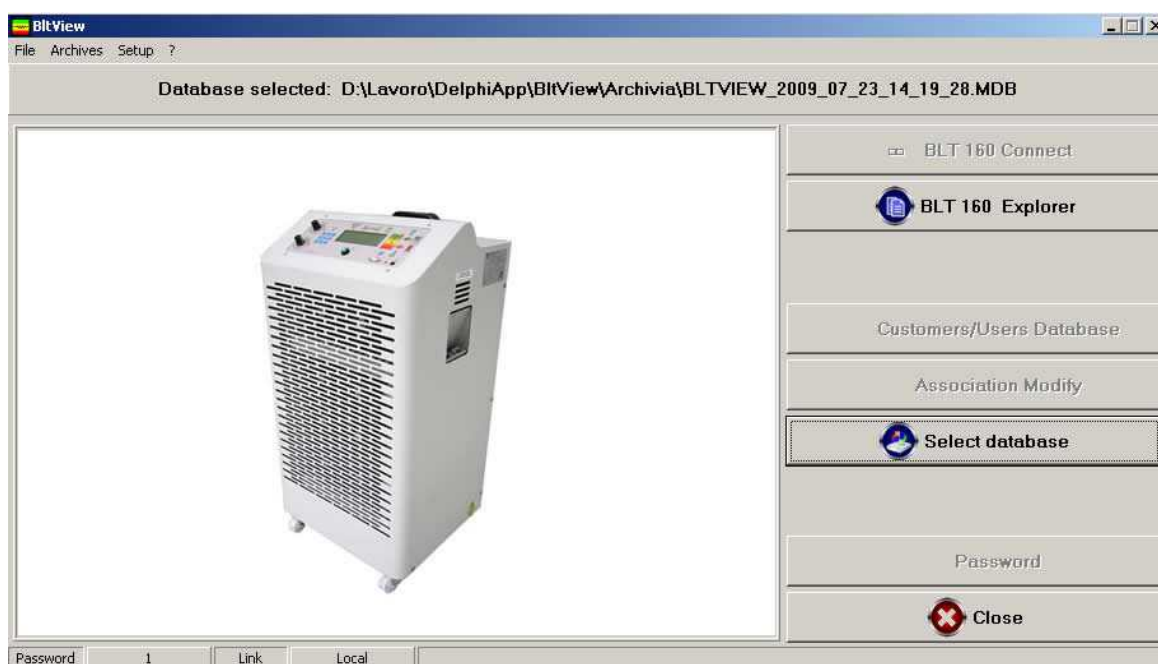 BltView
File Archives Setup ?
Database selected: D:\Lavoro\DelphiApp\BltView\Archivia\BLTVIEW_2009_07_23_14_19_28.MDB
BLT 160 Connect
BLT 160 Explorer
Customers/Users Database
Association Modify
Select database
Password
Close
Password 1 Link Local